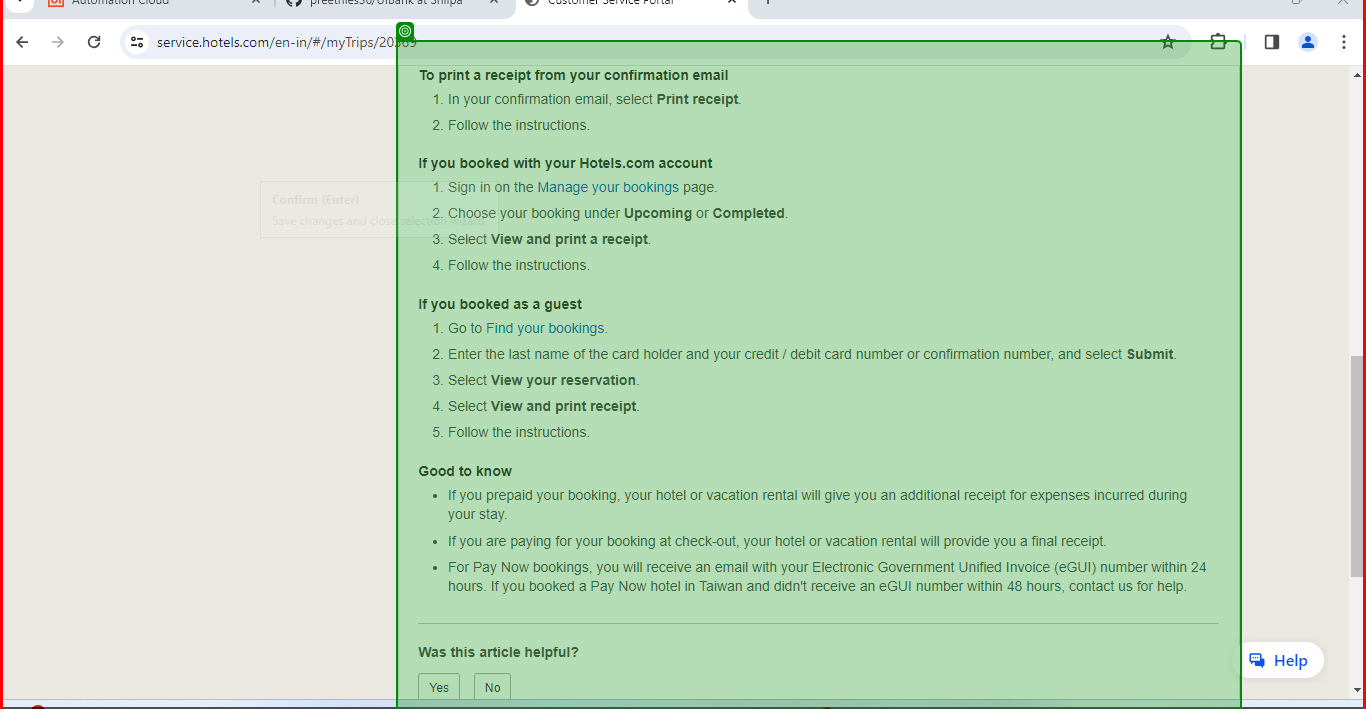 Automation Cloud
preethies30/UIBank at Shilpa
Customer Service Portal
service.hotels.com/en-in/#/myTrips/20369
To print a receipt from your confirmation email
1. In your confirmation email, select Print receipt.
2. Follow the instructions.
If you booked with your Hotels.com account
1. Sign in on the Manage your bookings page.
Confirm (Enter)
Save changes and close selection wizard.
2. Choose your booking under Upcoming or Completed.
3. Select View and print a receipt.
4. Follow the instructions.
If you booked as a guest
1. Go to Find your bookings.
2. Enter the last name of the card holder and your credit / debit card number or confirmation number, and select Submit.
3. Select View your reservation.
4. Select View and print receipt.
5. Follow the instructions.
Good to know
• If you prepaid your booking, your hotel or vacation rental will give you an additional receipt for expenses incurred during
your stay.
• If you are paying for your booking at check-out, your hotel or vacation rental will provide you a final receipt.
• For Pay Now bookings, you will receive an email with your Electronic Government Unified Invoice (eGUI) number within 24
hours. If you booked a Pay Now hotel in Taiwan and didn't receive an eGUI number within 48 hours, contact us for help.
Was this article helpful?
Yes
No
Help